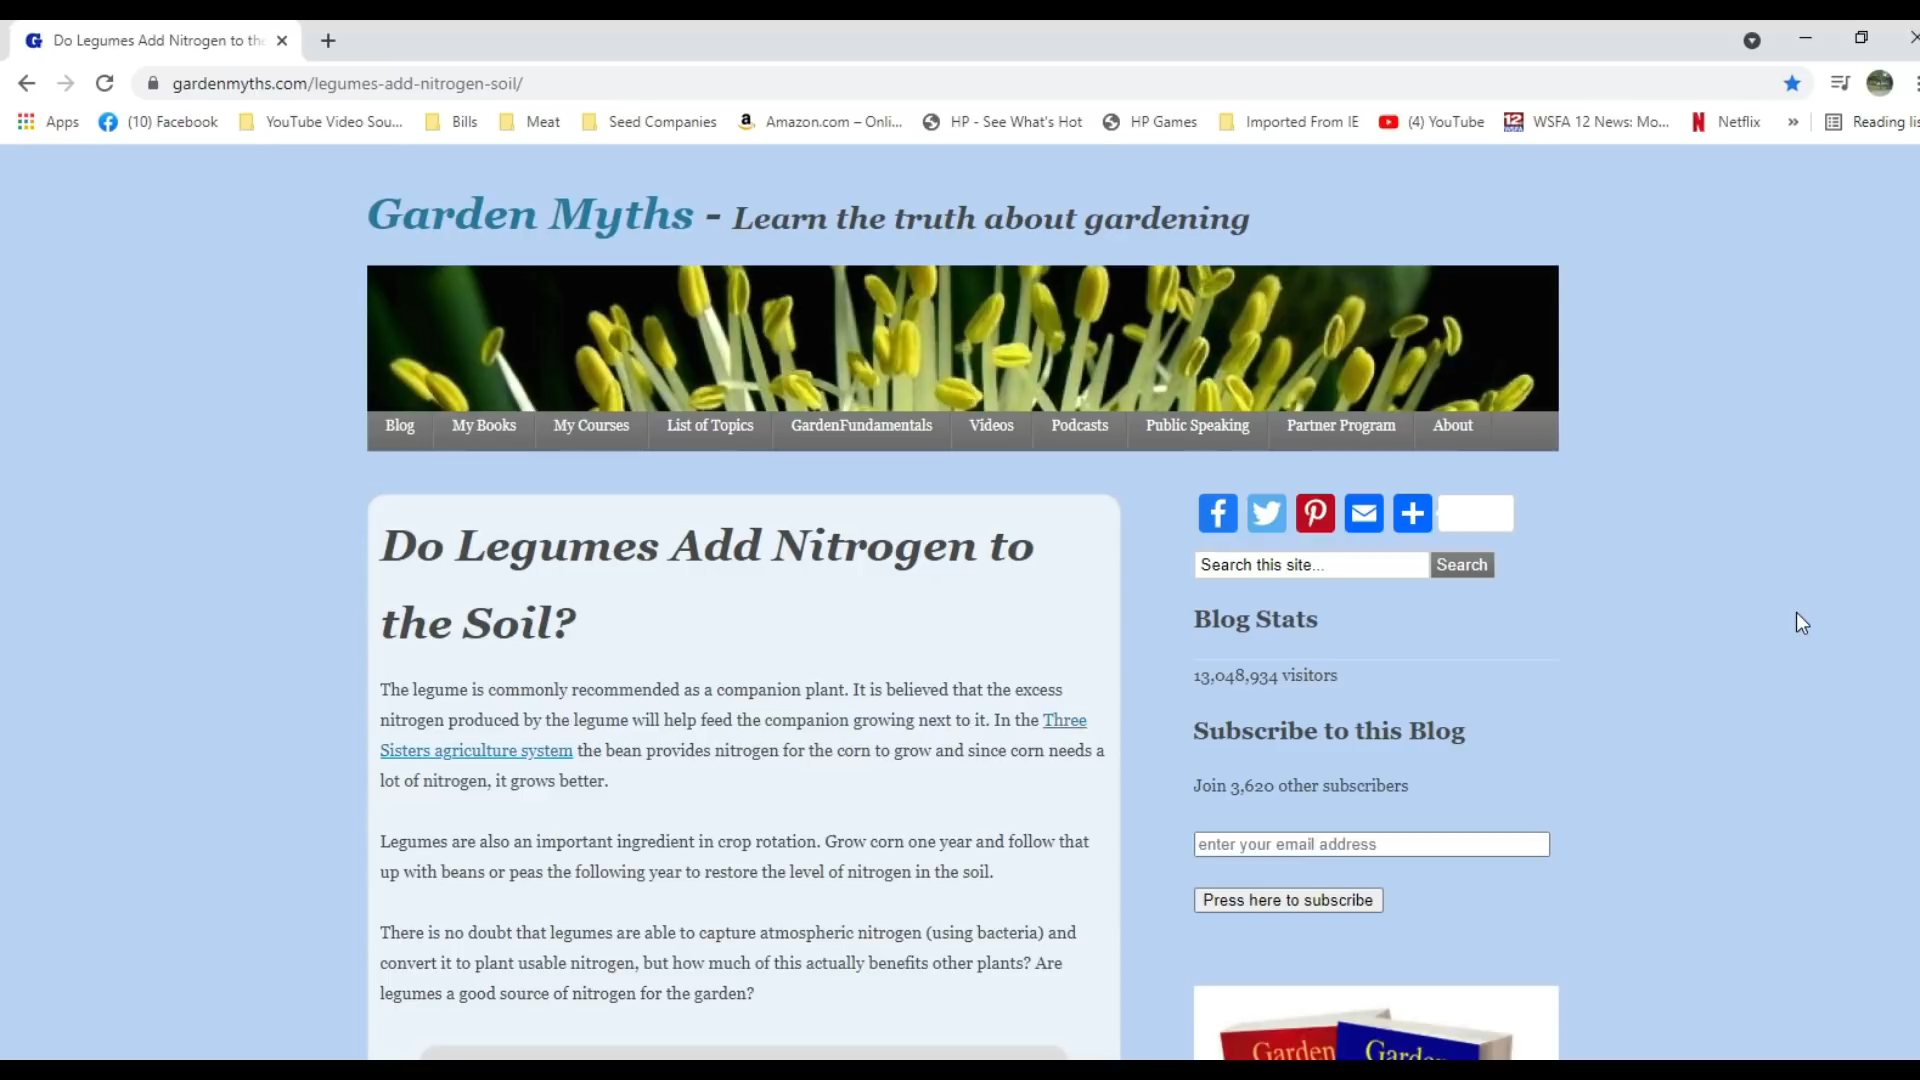 Do Legumes Add Nitrogen to the
gardenmyths.com/legumes-add-nitrogen-soil/
Apps (10) Facebook YouTube Video Sou... Bills Meat Seed Companies Amazon.com – Onli... HP - See What's Hot HP Games Imported From IE (4) YouTube WSFA 12 News: Mo... Netflix » Reading lis
Garden Myths - Learn the truth about gardening
Blog My Books My Courses List of Topics GardenFundamentals Videos Podcasts Public Speaking Partner Program About
Do Legumes Add Nitrogen to
the Soil?
The legume is commonly recommended as a companion plant. It is believed that the excess
nitrogen produced by the legume will help feed the companion growing next to it. In the Three
Sisters agriculture system the bean provides nitrogen for the corn to grow and since corn needs a
lot of nitrogen, it grows better.
Legumes are also an important ingredient in crop rotation. Grow corn one year and follow that
up with beans or peas the following year to restore the level of nitrogen in the soil.
There is no doubt that legumes are able to capture atmospheric nitrogen (using bacteria) and
convert it to plant usable nitrogen, but how much of this actually benefits other plants? Are
legumes a good source of nitrogen for the garden?
Search this site... Search
Blog Stats
13,048,934 visitors
Subscribe to this Blog
Join 3,620 other subscribers
enter your email address
Press here to subscribe
Garden Garden